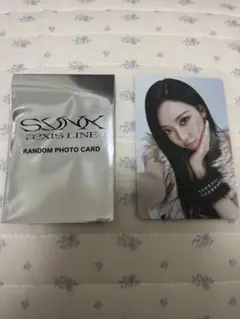 SYNK
æXIS LINE
RANDOM PHOTO CARD